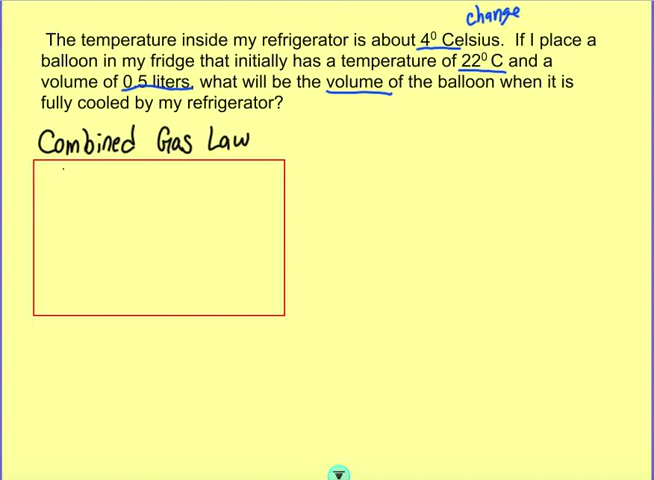 change
The temperature inside my refrigerator is about 4⁰ Celsius. If I place a
balloon in my fridge that initially has a temperature of 22⁰ C and a
volume of 0.5 liters, what will be the volume of the balloon when it is
fully cooled by my refrigerator?
Combined Gas Law